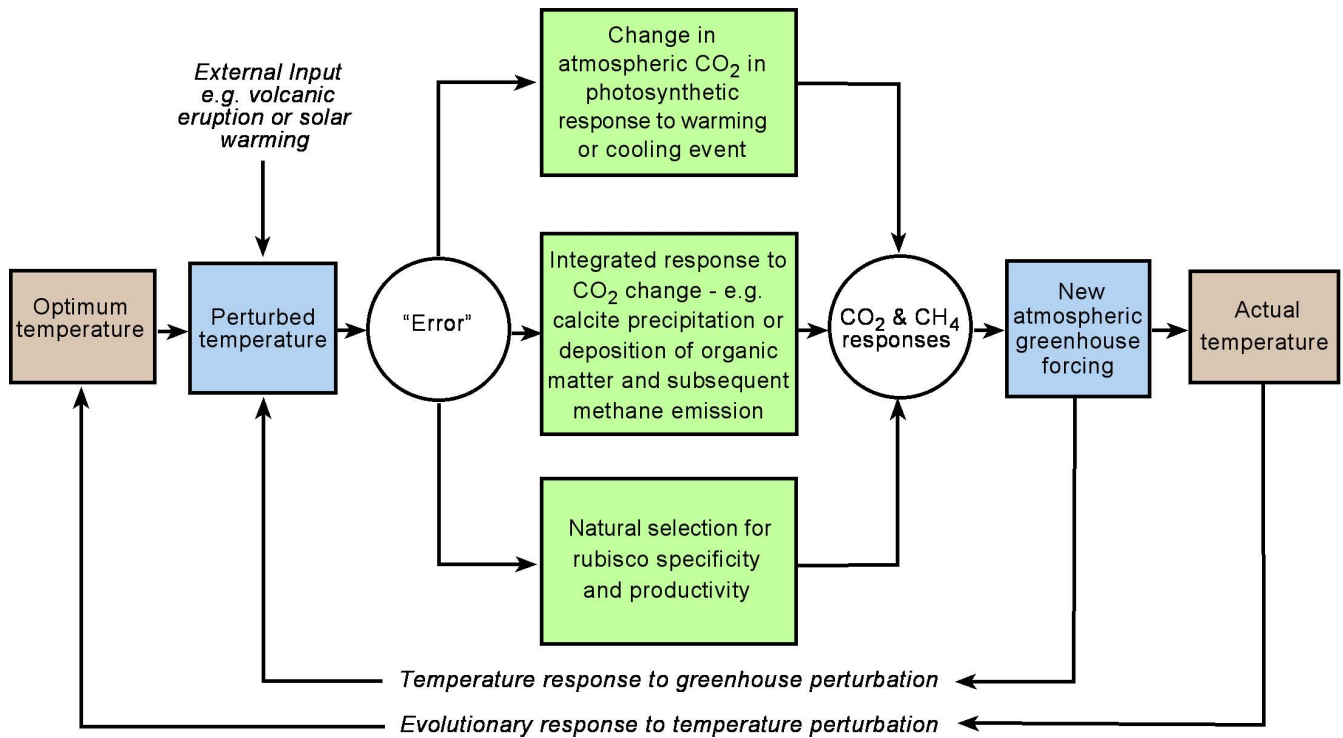 External Input
e.g. volcanic
eruption or solar
warming
Change in
atmospheric CO₂ in
photosynthetic
response to warming
or cooling event
Optimum
temperature
Perturbed
temperature
“Error”
Integrated response to
CO₂ change - e.g.
calcite precipitation or
deposition of organic
matter and subsequent
methane emission
CO₂ & CH₄
responses
New
atmospheric
greenhouse
forcing
Actual
temperature
Natural selection for
rubisco specificity
and productivity
Temperature response to greenhouse perturbation
Evolutionary response to temperature perturbation